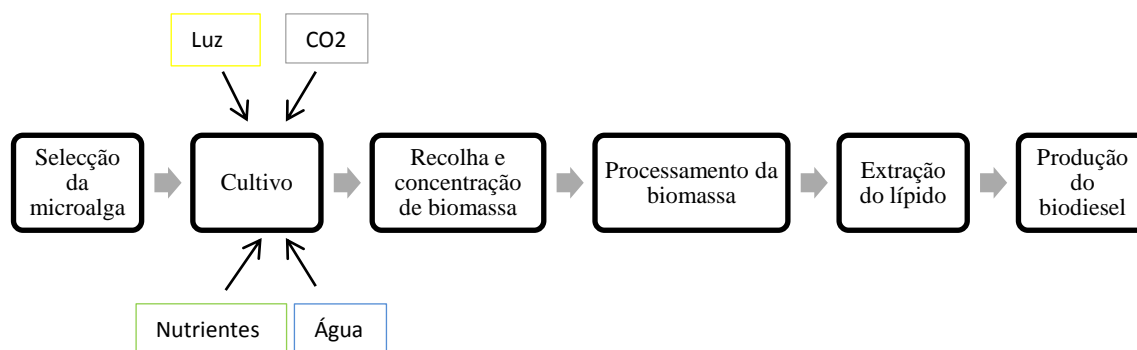 Luz
CO2
Selecção
da
microalga
Cultivo
Recolha e
concentração
de biomassa
Processamento da
biomassa
Extração
do lípido
Produção
do
biodiesel
Nutrientes
Água